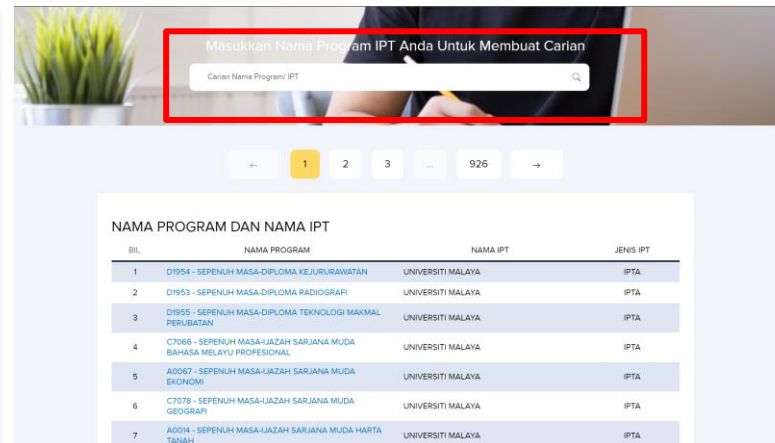 Masukkan Nama Program IPT Anda Untuk Membuat Carian
Carian Nama Program/ IPT
← 1 2 3 ... 926 →
NAMA PROGRAM DAN NAMA IPT
BIL. NAMA PROGRAM NAMA IPT JENIS IPT
1 D1954 - SEPENUH MASA-DIPLOMA KEJURURAWATAN UNIVERSITI MALAYA IPTA
2 D1953 - SEPENUH MASA-DIPLOMA RADIOGRAFI UNIVERSITI MALAYA IPTA
3 D1955 - SEPENUH MASA-DIPLOMA TEKNOLOGI MAKMAL PERUBATAN UNIVERSITI MALAYA IPTA
4 C7066 - SEPENUH MASA-IJAZAH SARJANA MUDA BAHASA MELAYU PROFESIONAL UNIVERSITI MALAYA IPTA
5 A0067 - SEPENUH MASA-IJAZAH SARJANA MUDA EKONOMI UNIVERSITI MALAYA IPTA
6 C7078 - SEPENUH MASA-IJAZAH SARJANA MUDA GEOGRAFI UNIVERSITI MALAYA IPTA
7 A0014 - SEPENUH MASA-IJAZAH SARJANA MUDA HARTA TANAH UNIVERSITI MALAYA IPTA